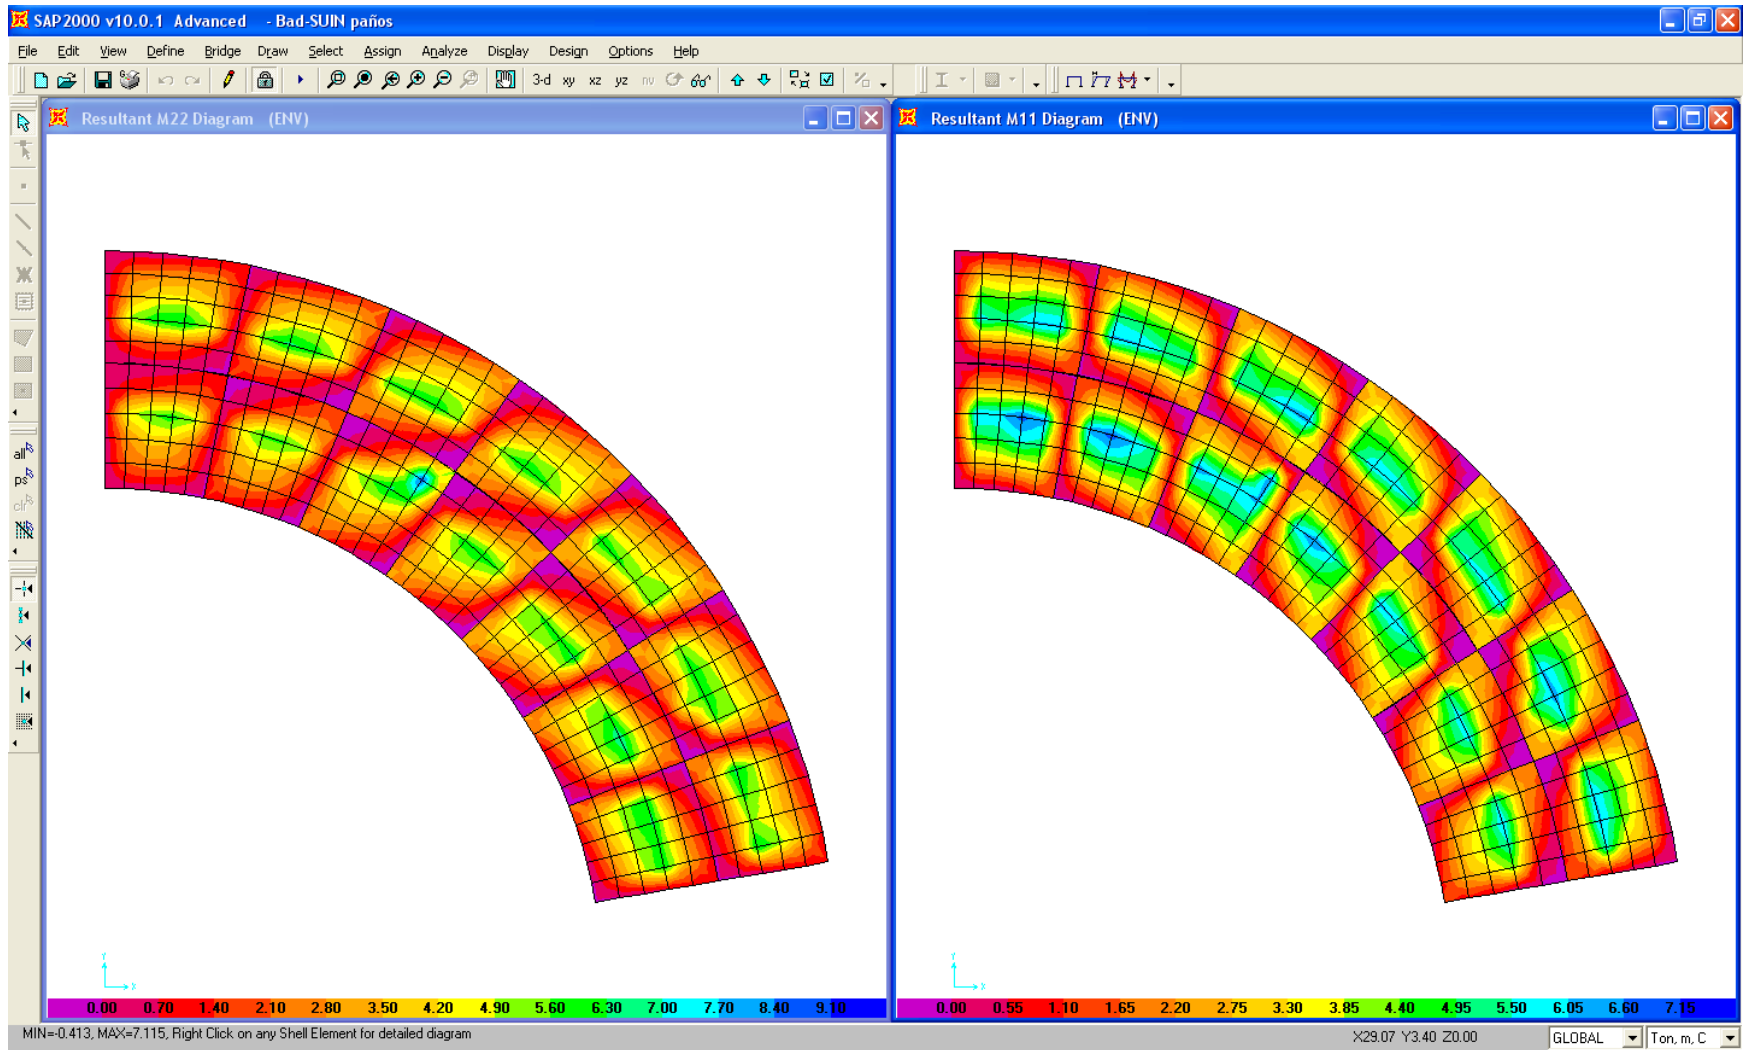 SAP2000 v10.0.1 Advanced - Bad-SUIN paños
File Edit View Define Bridge Draw Select Assign Analyze Display Design Options Help
3-d xy xz yz nv
Resultant M22 Diagram (ENV)
Resultant M11 Diagram (ENV)
all
ps
clr
Y
X
Y
X
0.00 0.70 1.40 2.10 2.80 3.50 4.20 4.90 5.60 6.30 7.00 7.70 8.40 9.10
0.00 0.55 1.10 1.65 2.20 2.75 3.30 3.85 4.40 4.95 5.50 6.05 6.60 7.15
MIN=-0.413, MAX=7.115, Right Click on any Shell Element for detailed diagram
X29.07 Y3.40 Z0.00
GLOBAL
Ton, m, C